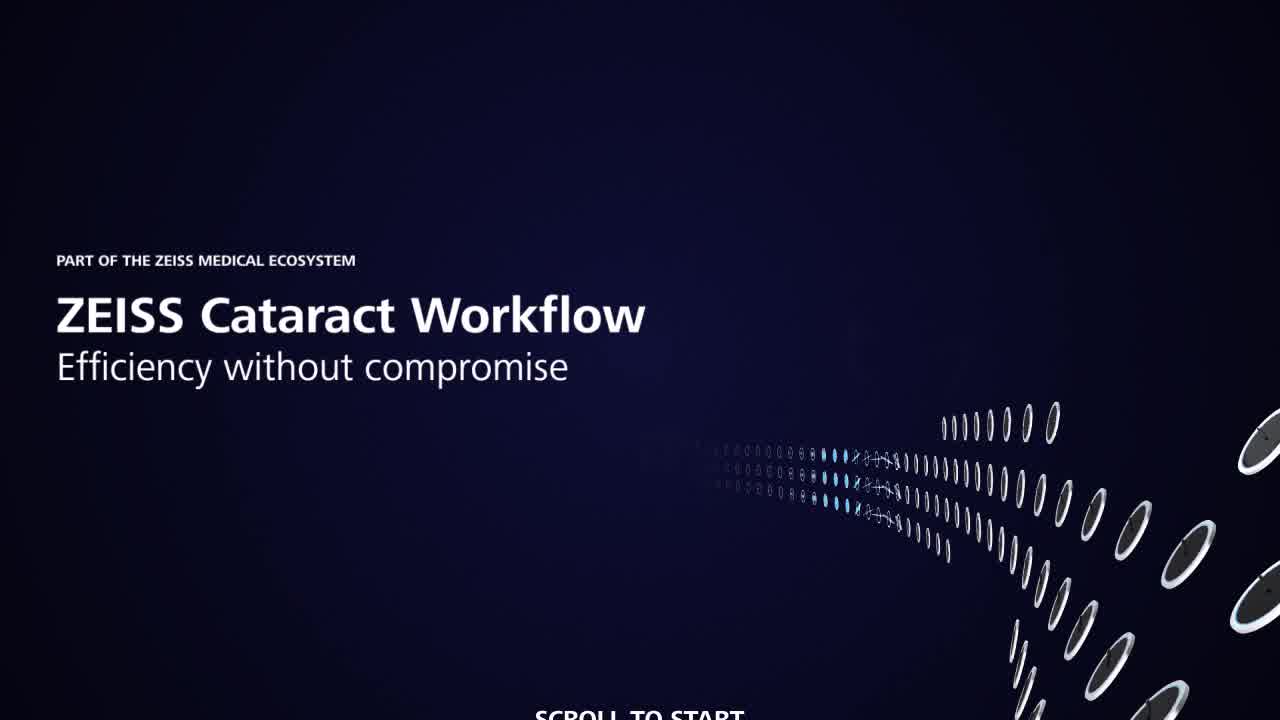 PART OF THE ZEISS MEDICAL ECOSYSTEM
ZEISS Cataract Workflow
Efficiency without compromise
SCROLL TO START